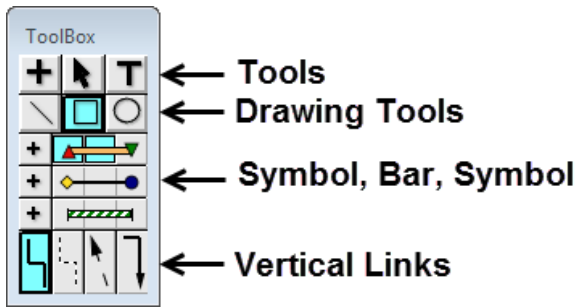 ToolBox
T
Tools
Drawing Tools
Symbol, Bar, Symbol
Vertical Links